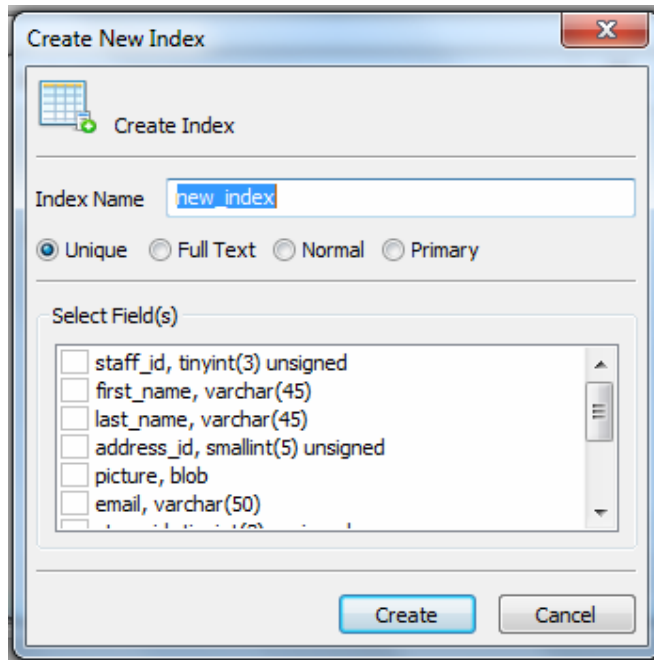 Create New Index
Create Index
Index Name new_index
Unique Full Text Normal Primary
Select Field(s)
staff_id, tinyint(3) unsigned
first_name, varchar(45)
last_name, varchar(45)
address_id, smallint(5) unsigned
picture, blob
email, varchar(50)
Create Cancel